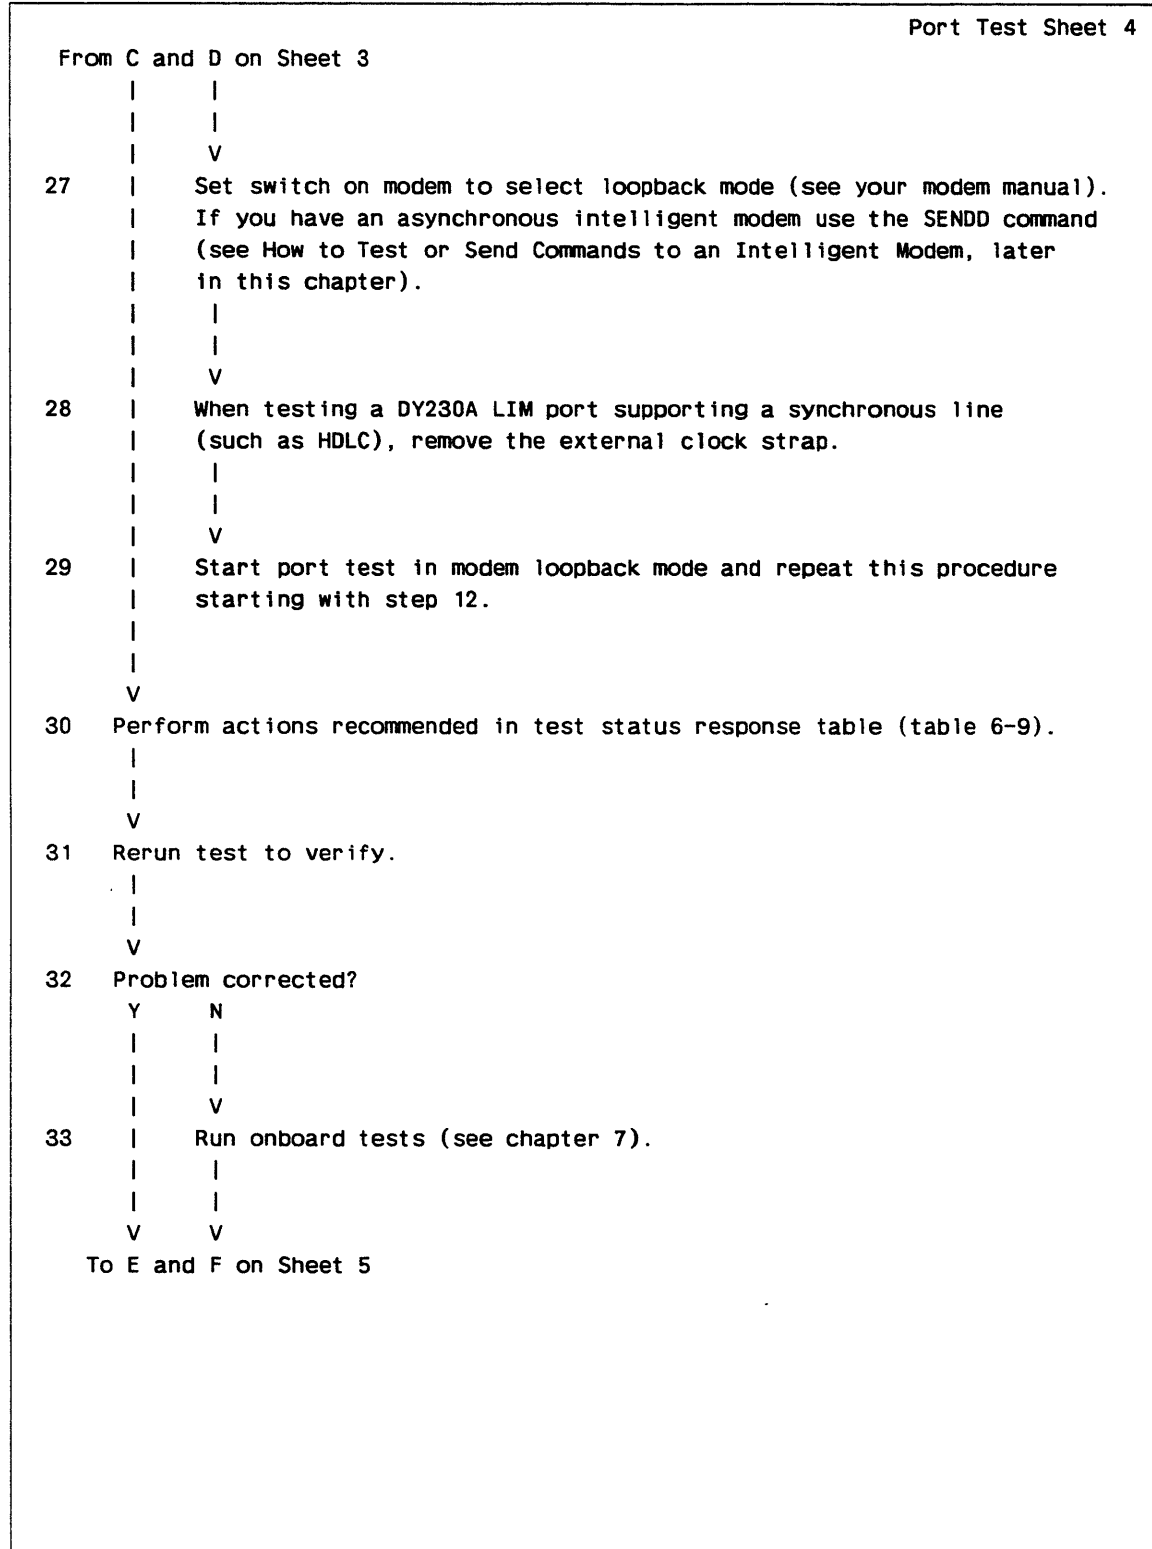 Port Test Sheet 4
From C and D on Sheet 3
| |
| |
| V
27 | Set switch on modem to select loopback mode (see your modem manual).
| If you have an asynchronous intelligent modem use the SENDD command
| (see How to Test or Send Commands to an Intelligent Modem, later
| in this chapter).
| |
| |
| V
28 | When testing a DY230A LIM port supporting a synchronous line
| (such as HDLC), remove the external clock strap.
| |
| |
| V
29 | Start port test in modem loopback mode and repeat this procedure
| starting with step 12.
|
|
V
30 Perform actions recommended in test status response table (table 6-9).
|
|
V
31 Rerun test to verify.
|
|
V
32 Problem corrected?
Y N
| |
| |
| V
33 | Run onboard tests (see chapter 7).
| |
| |
V V
To E and F on Sheet 5